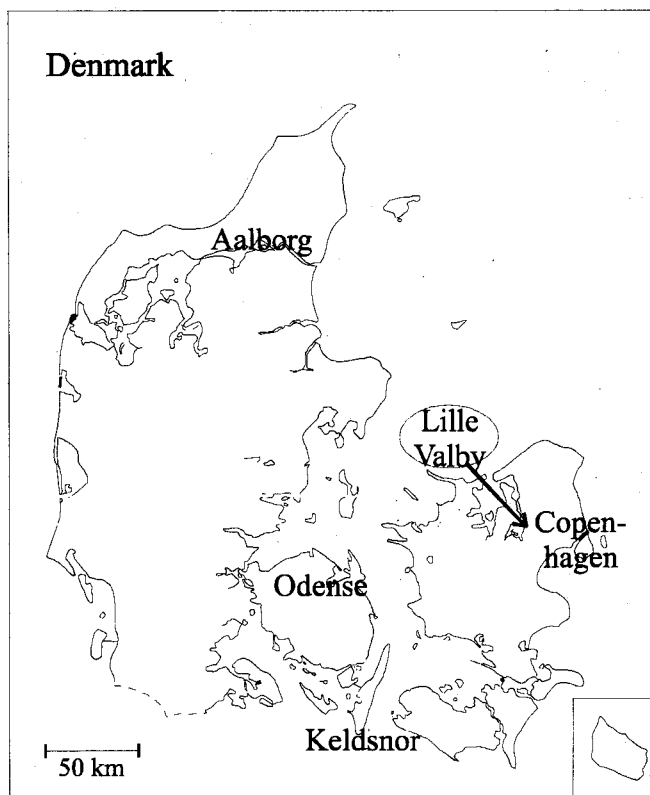 Denmark
Aalborg
Lille
Valby
Copen-
hagen
Odense
Keldsnor
50 km